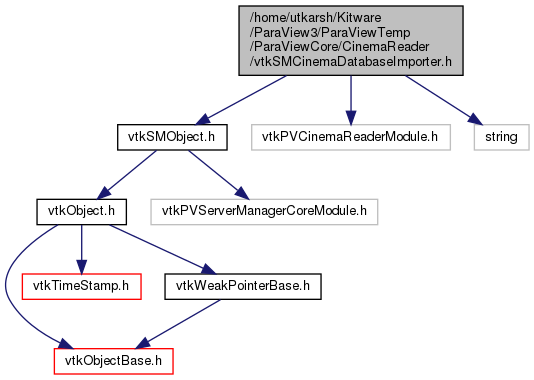 /home/utkarsh/Kitware
/ParaView3/ParaViewTemp
/ParaViewCore/CinemaReader
/vtkSMCinemaDatabaseImporter.h
vtkSMObject.h
vtkPVCinemaReaderModule.h
string
vtkObject.h
vtkPVServerManagerCoreModule.h
vtkTimeStamp.h
vtkWeakPointerBase.h
vtkObjectBase.h